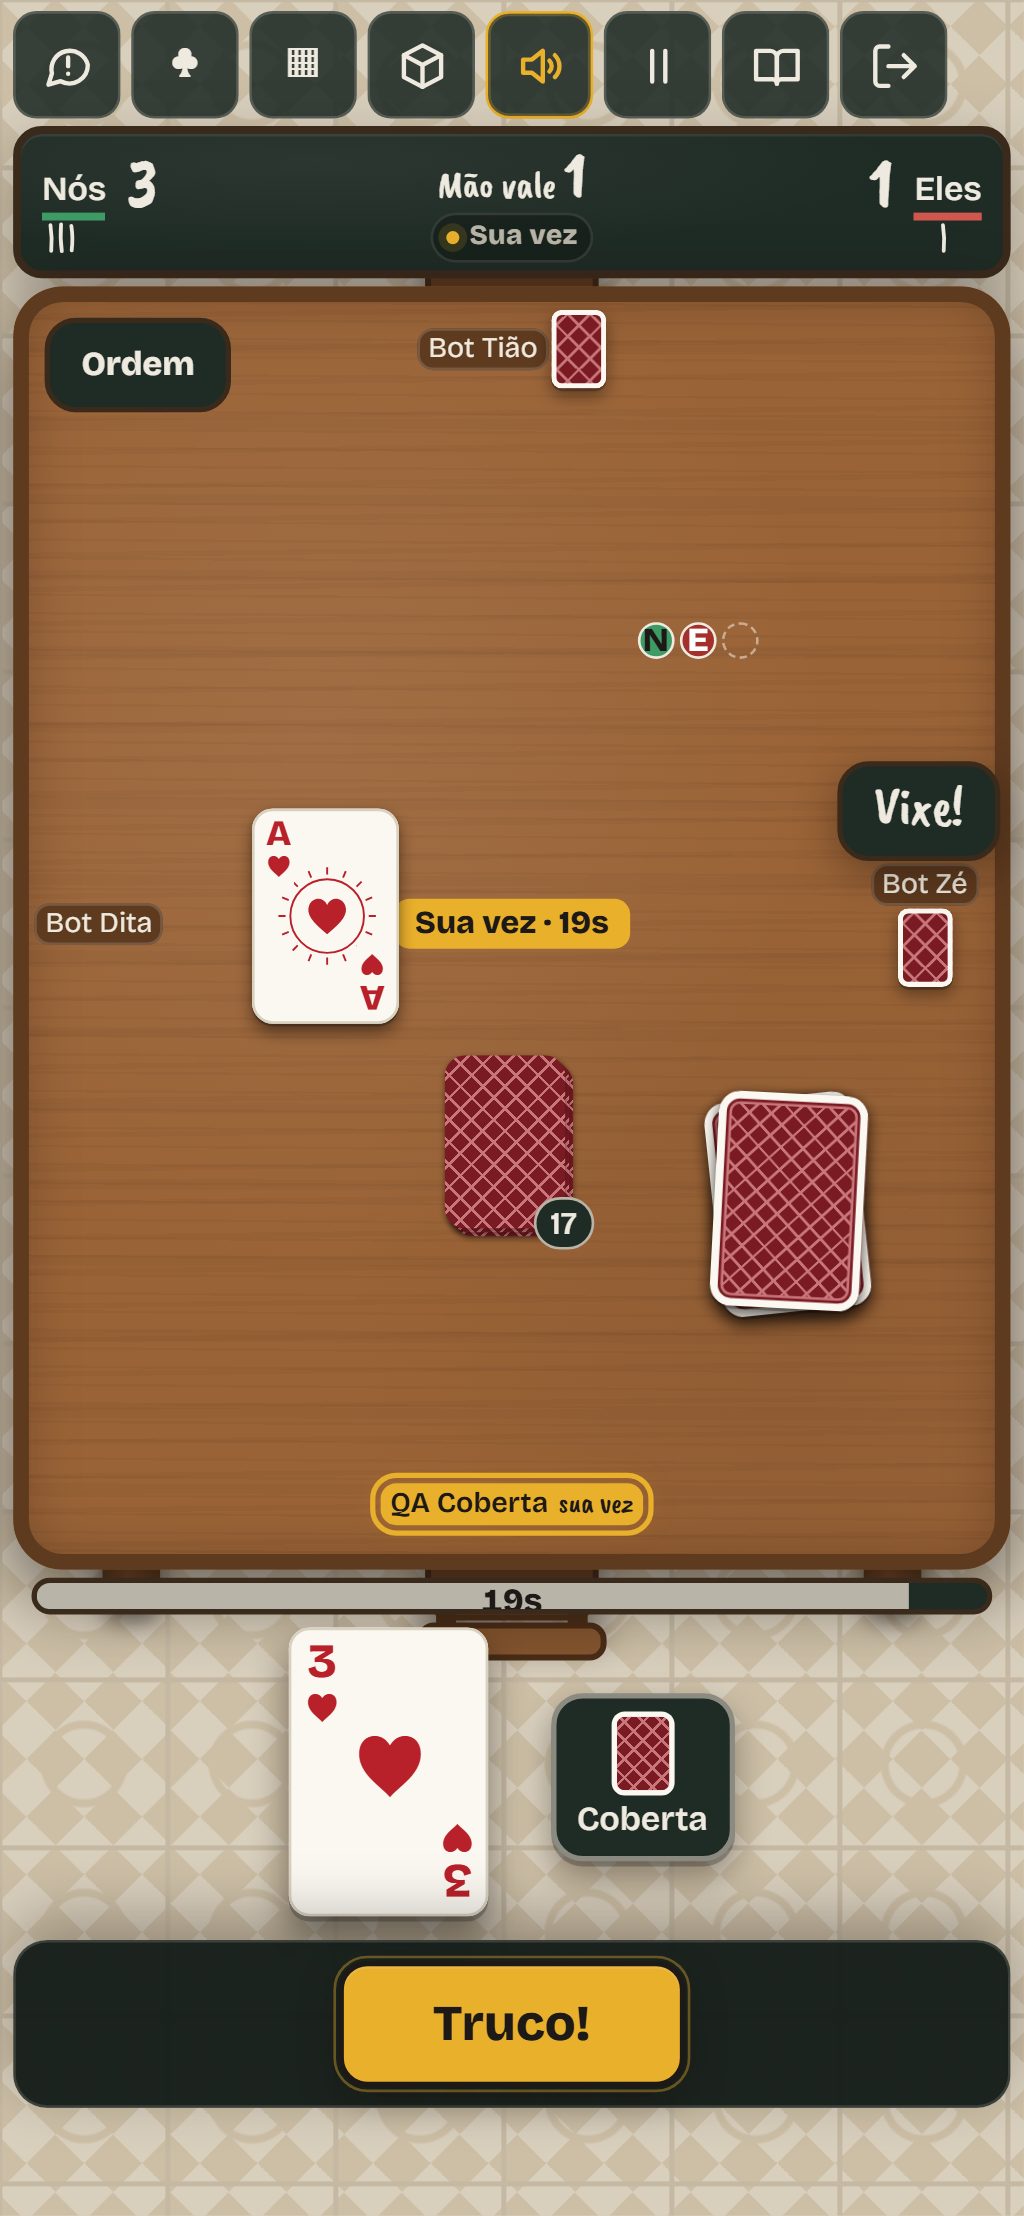 Nós 3
Mão vale 1
1 Eles
Sua vez
Ordem
Bot Tião
N E
Vixe!
Bot Zé
A
Bot Dita
Sua vez · 19s
A
17
QA Coberta sua vez
19s
3
Coberta
3
Truco!